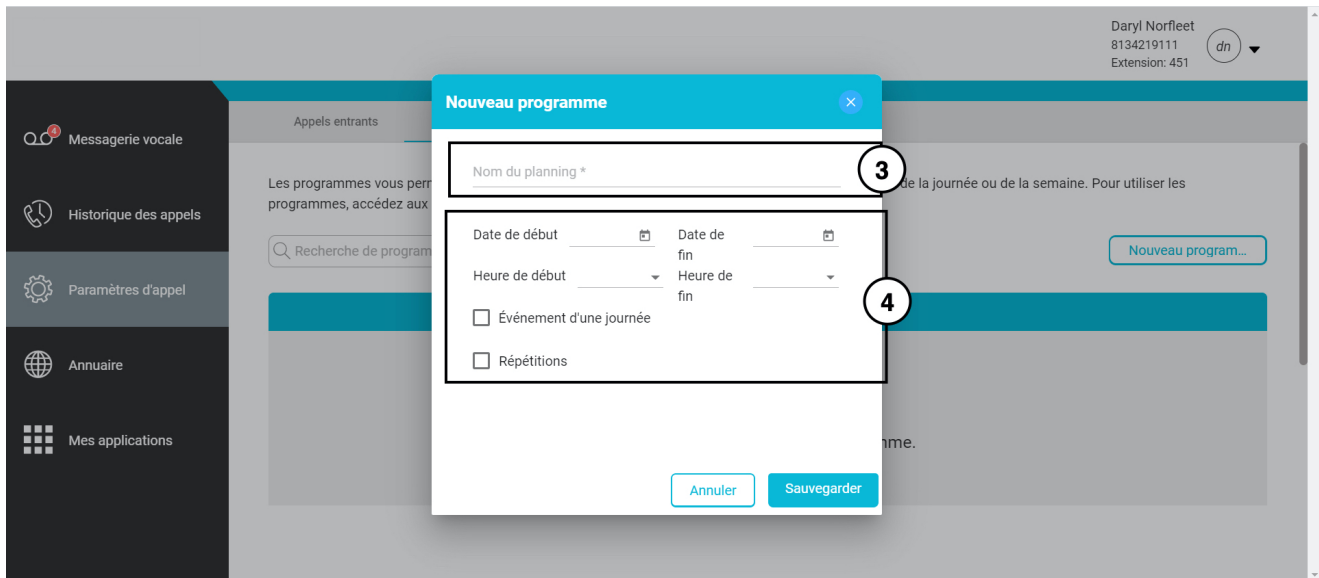 Daryl Norfleet
8134219111
Extension: 451
dn
4
Messagerie vocale
Historique des appels
Paramètres d'appel
Annuaire
Mes applications
Appels entrants
Les programmes vous
de la journée ou de la semaine. Pour utiliser les
programmes, accédez aux
Recherche de
Nouveau program...
Nouveau programme
Nom du planning *
3
Date de début
Date de
fin
Heure de début
Heure de
fin
4
Événement d'une journée
Répétitions
Annuler
Sauvegarder